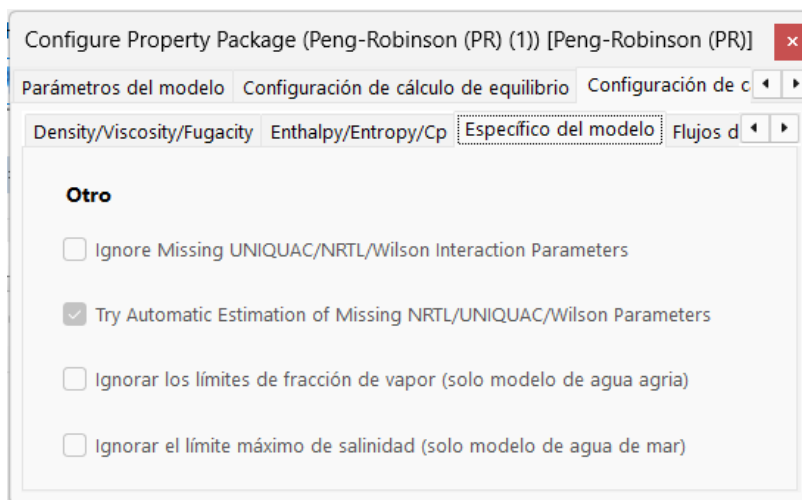 Configure Property Package (Peng-Robinson (PR) (1)) [Peng-Robinson (PR)]
Parámetros del modelo Configuración de cálculo de equilibrio Configuración de c
Density/Viscosity/Fugacity Enthalpy/Entropy/Cp Específico del modelo Flujos d
Otro
Ignore Missing UNIQUAC/NRTL/Wilson Interaction Parameters
Try Automatic Estimation of Missing NRTL/UNIQUAC/Wilson Parameters
Ignorar los límites de fracción de vapor (solo modelo de agua agria)
Ignorar el límite máximo de salinidad (solo modelo de agua de mar)